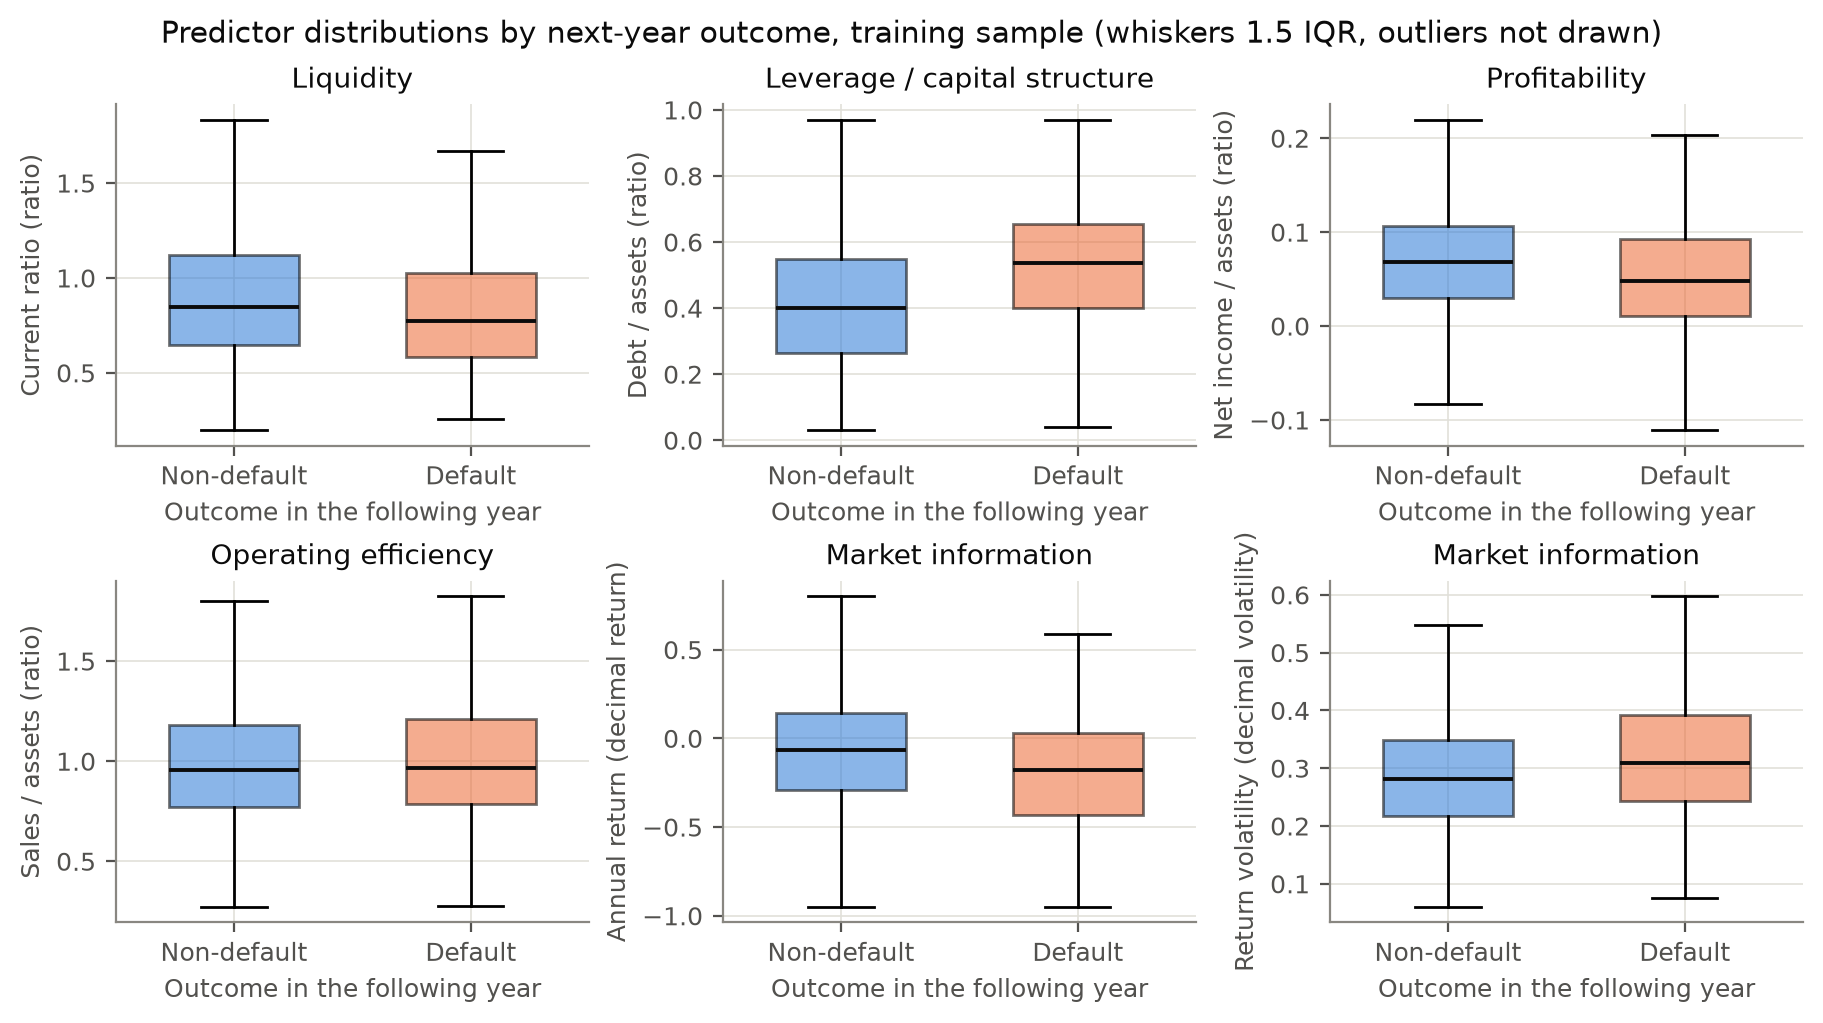 Predictor distributions by next-year outcome, training sample (whiskers 1.5 IQR, outliers not drawn)
Liquidity
Current ratio (ratio)
1.5
1.0
0.5
Non-default
Default
Outcome in the following year
Leverage / capital structure
Debt / assets (ratio)
1.0
0.8
0.6
0.4
0.2
0.0
Non-default
Default
Outcome in the following year
Profitability
Net income / assets (ratio)
0.2
0.1
0.0
−0.1
Non-default
Default
Outcome in the following year
Operating efficiency
Sales / assets (ratio)
1.5
1.0
0.5
Non-default
Default
Outcome in the following year
Market information
Annual return (decimal return)
0.5
0.0
−0.5
−1.0
Non-default
Default
Outcome in the following year
Market information
Return volatility (decimal volatility)
0.6
0.5
0.4
0.3
0.2
0.1
Non-default
Default
Outcome in the following year